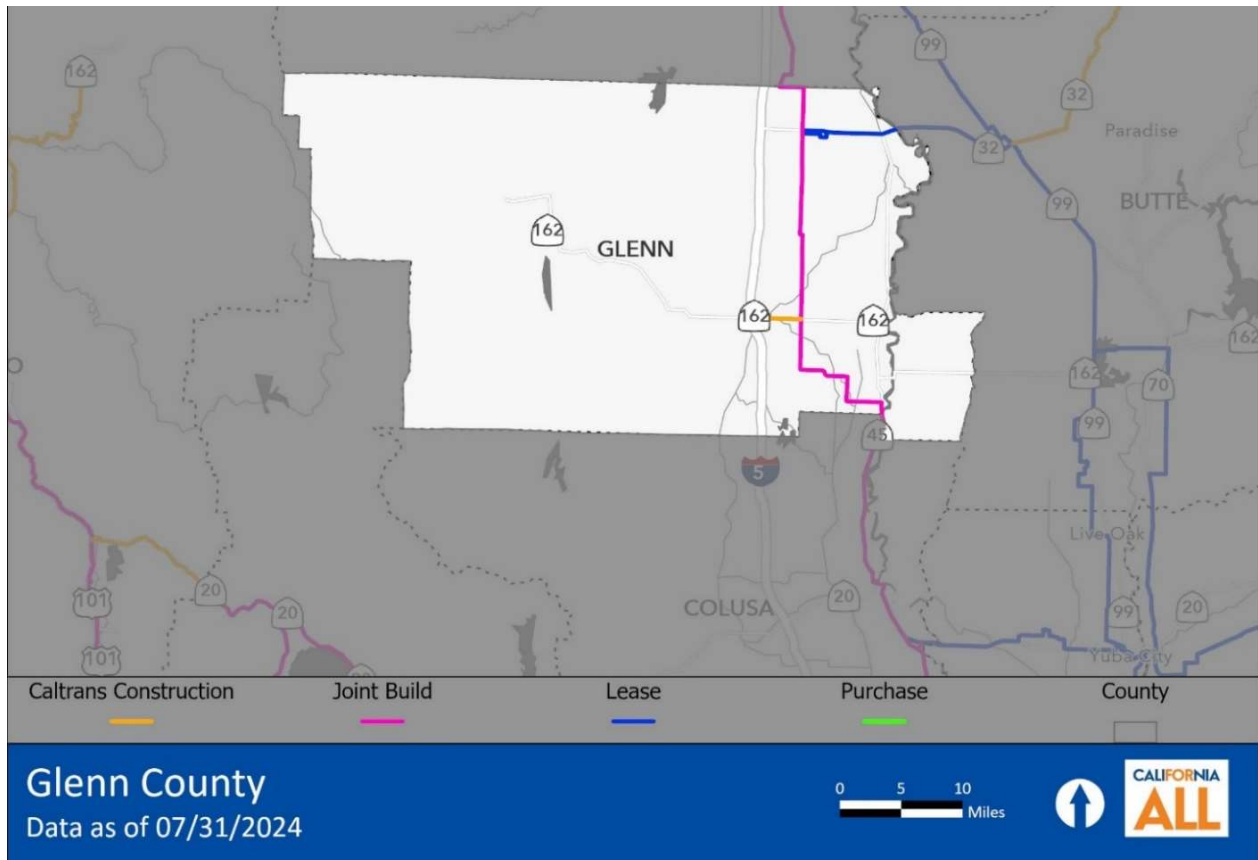 99
162
32
Paradise
32
99
BUTTE
162
GLENN
162
162
162
162
70
99
45
5
Live Oak
20
COLUSA
20
99
20
101
20
Yuba City
101
20
Caltrans Construction
Joint Build
Lease
Purchase
County
Glenn County
Data as of 07/31/2024
0 5 10
Miles
CALIFORNIA
ALL